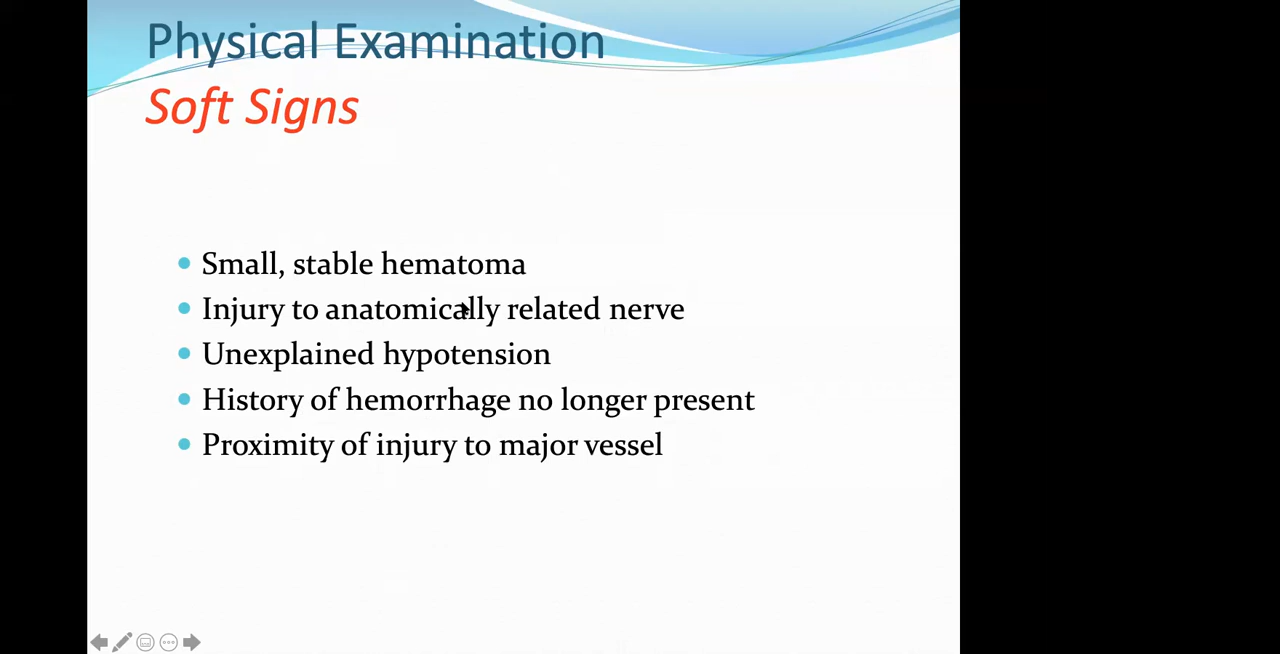 Physical Examination
Soft Signs
Small, stable hematoma
Injury to anatomically related nerve
Unexplained hypotension
History of hemorrhage no longer present
Proximity of injury to major vessel